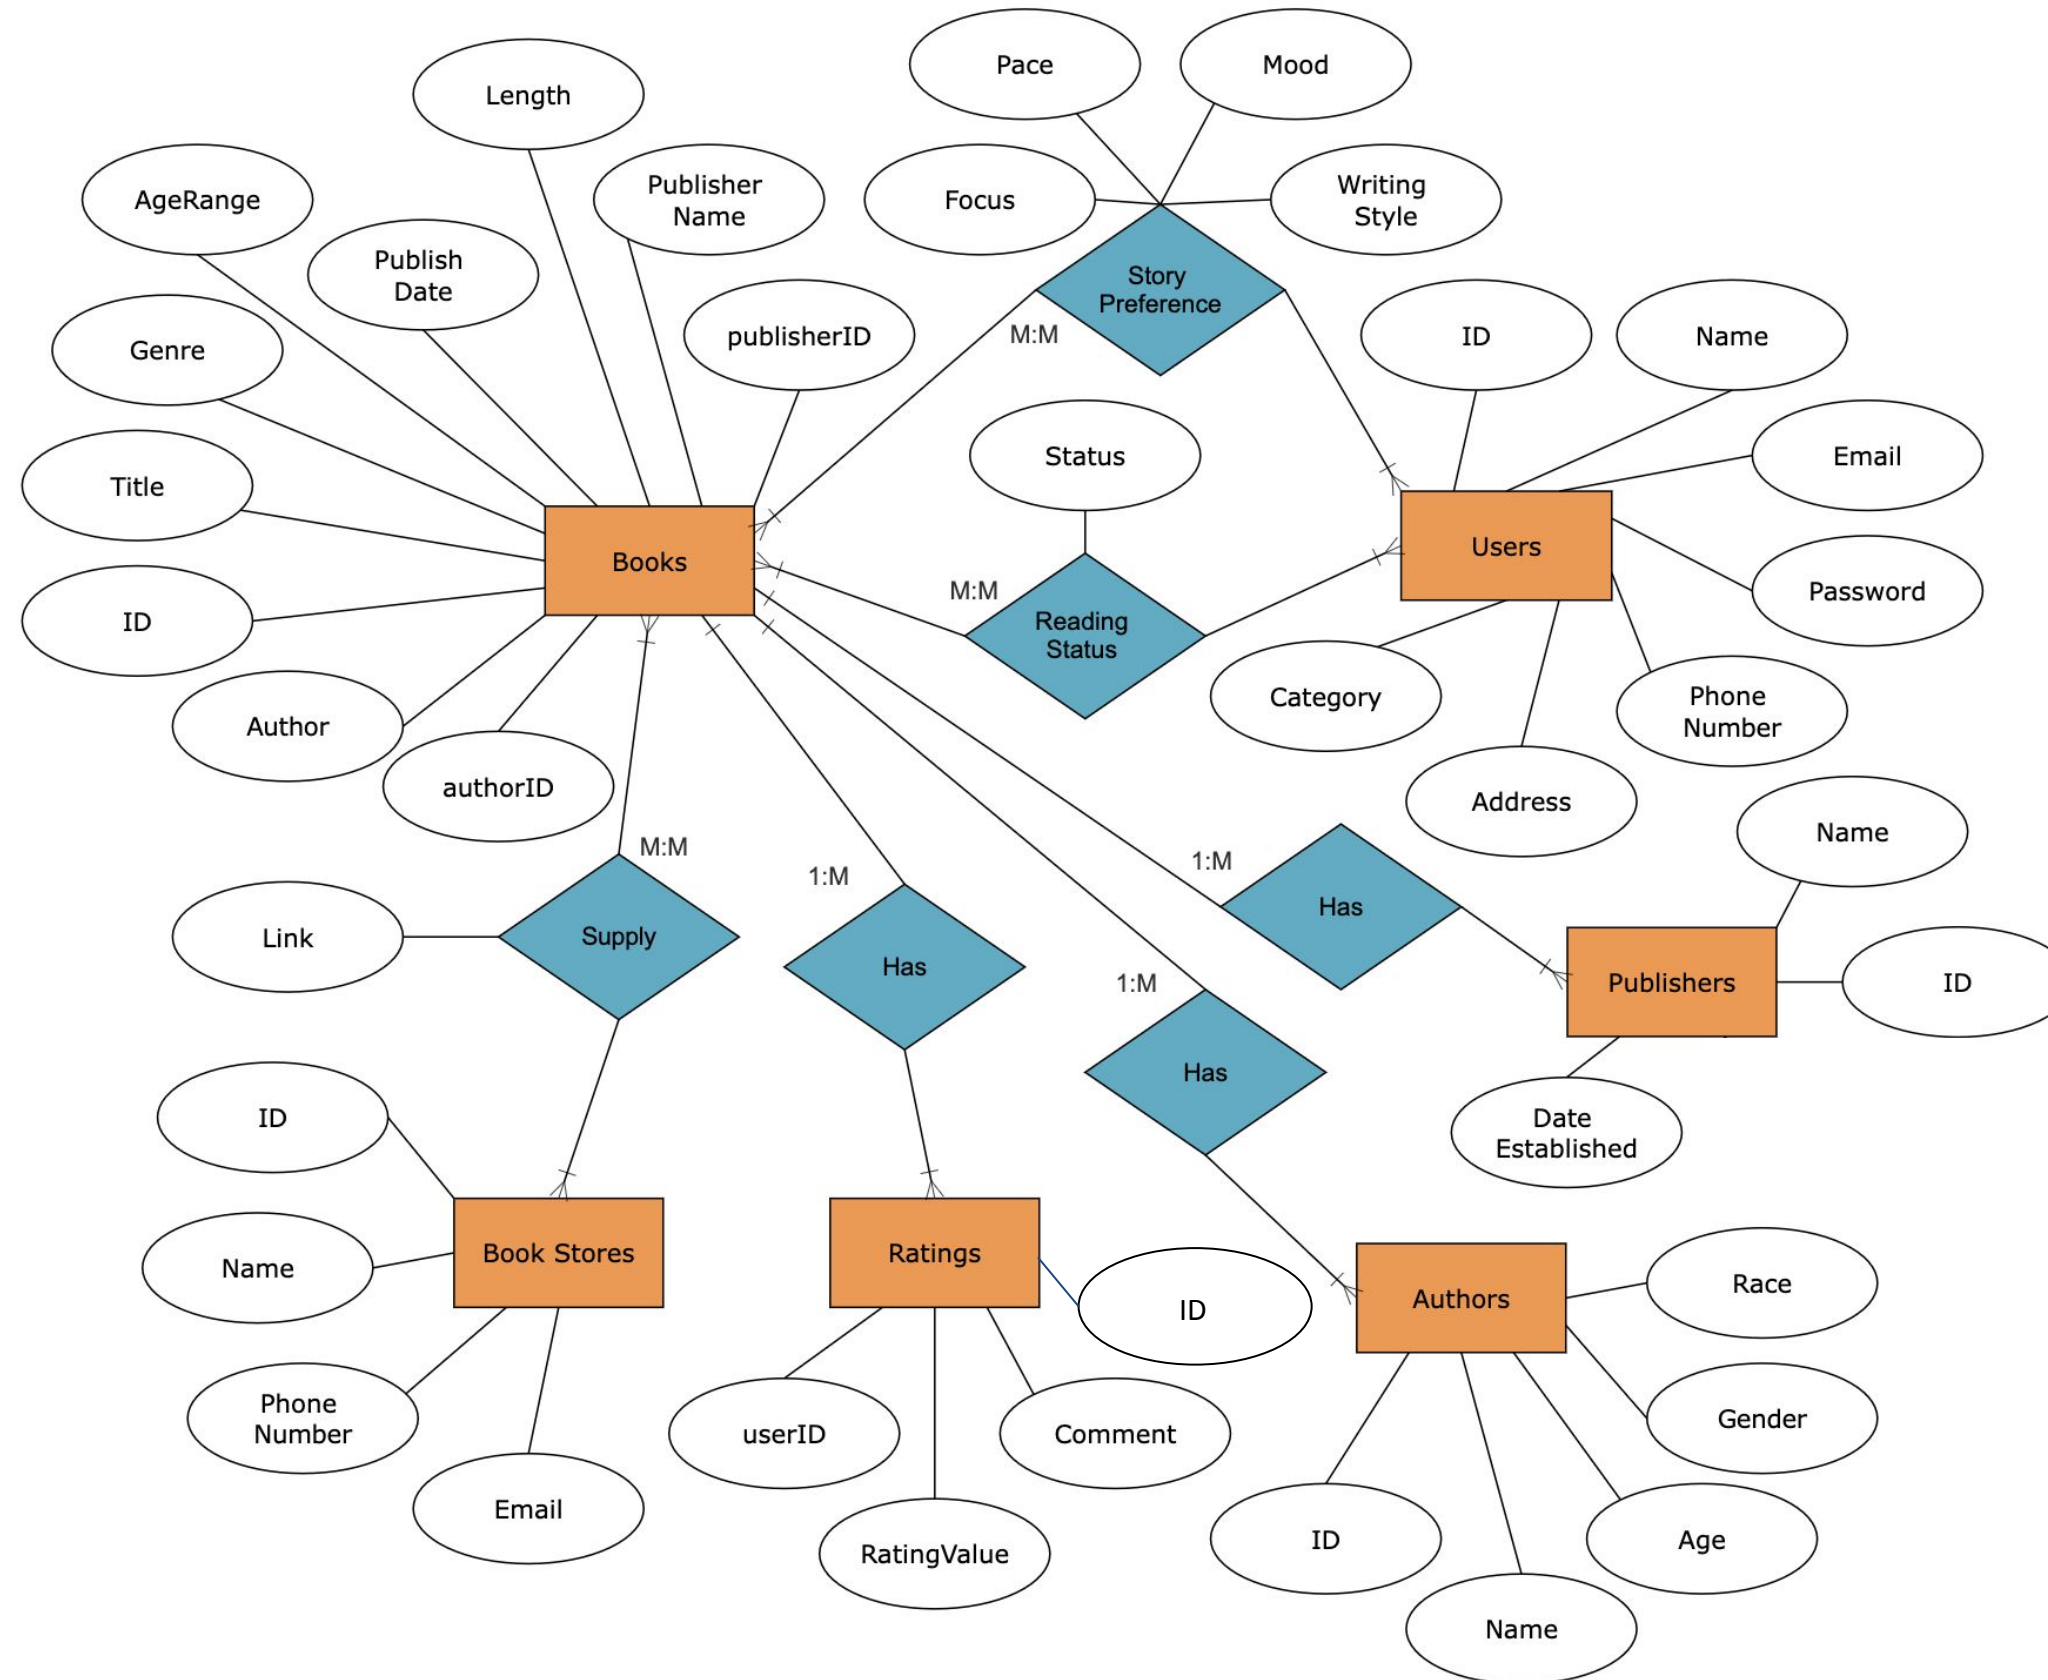 Pace
Mood
Length
AgeRange
Publisher
Name
Focus
Writing
Style
Publish
Date
Story
Preference
Genre
publisherID
M:M
ID
Name
Status
Email
Title
Books
Users
M:M
Reading
Status
Password
ID
Category
Phone
Number
Author
authorID
Address
M:M
1:M
1:M
Name
Link
Supply
Has
Has
1:M
Publishers
ID
Has
ID
Date
Established
Name
Book Stores
Ratings
ID
Authors
Race
Phone
Number
userID
Comment
Gender
Email
RatingValue
ID
Age
Name